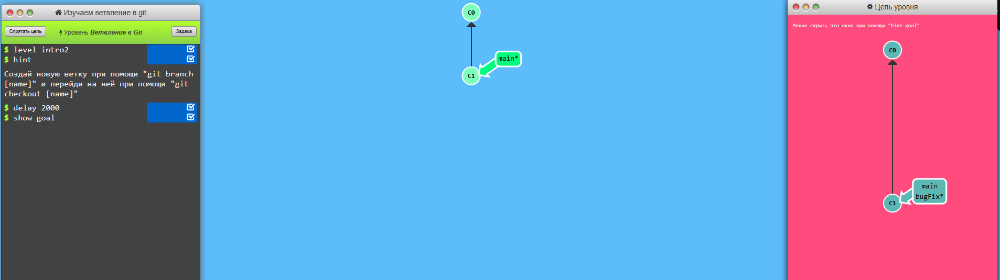 Изучаем ветвление в git
Спрятать цель
Уровень Ветвление в Git
Задача
$ level intro2
$ hint
Создай новую ветку при помощи "git branch
[name]" и перейди на неё при помощи "git
checkout [name]"
$ delay 2000
$ show goal
C0
main*
C1
Цель уровня
Можно скрыть это окно при помощи "hide goal"
C0
main
bugFix*
C1